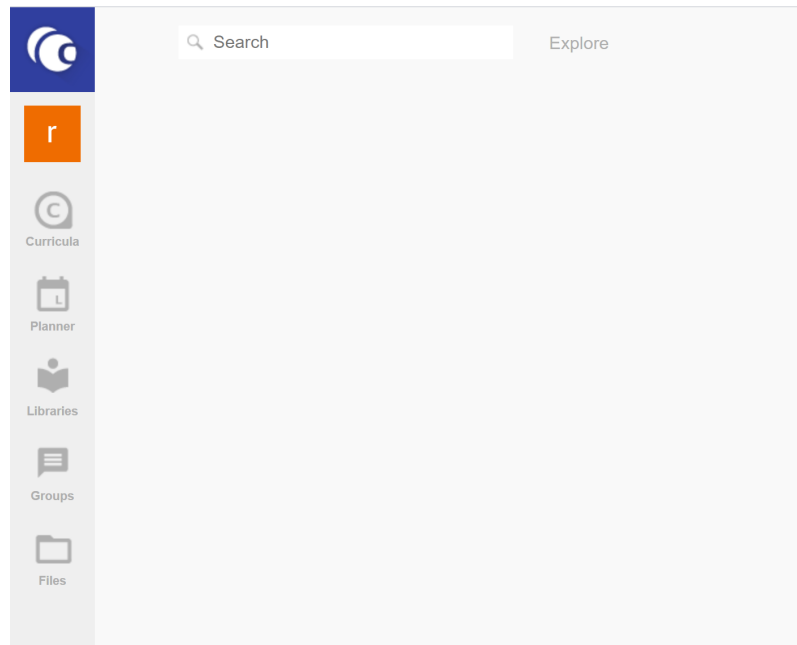 Search
Explore
r
C
Curricula
L
Planner
Libraries
Groups
Files